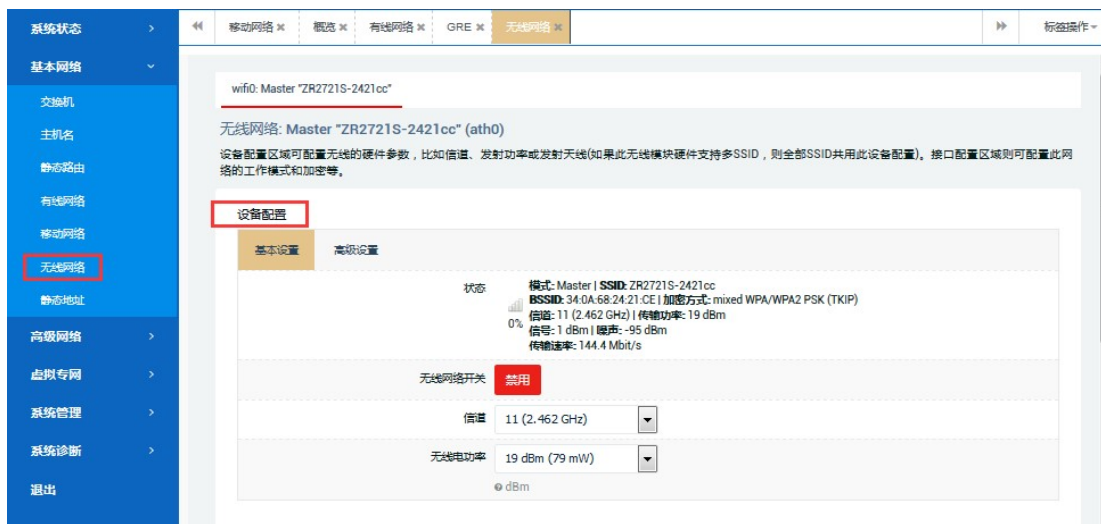 系统状态
基本网络
交换机
主机名
静态路由
有线网络
移动网络
无线网络
静态地址
高级网络
虚拟专网
系统管理
系统诊断
退出
移动网络 概览 有线网络 GRE 无线网络 标签操作
wifi0: Master "ZR2721S-2421cc"
无线网络: Master "ZR2721S-2421cc" (ath0)
设备配置区域可配置无线的硬件参数，比如信道、发射功率或发射天线(如果此无线模块硬件支持多SSID，则全部SSID共用此设备配置)。接口配置区域则可配置此网
络的工作模式和加密等。
设备配置
基本设置 高级设置
状态
0%
模式: Master | SSID: ZR2721S-2421cc
BSSID: 34:0A:68:24:21:CE | 加密方式: mixed WPA/WPA2 PSK (TKIP)
信道: 11 (2.462 GHz) | 传输功率: 19 dBm
信号: 1 dBm | 噪声: -95 dBm
传输速率: 144.4 Mbit/s
无线网络开关 禁用
信道 11 (2.462 GHz)
无线电功率 19 dBm (79 mW)
dBm